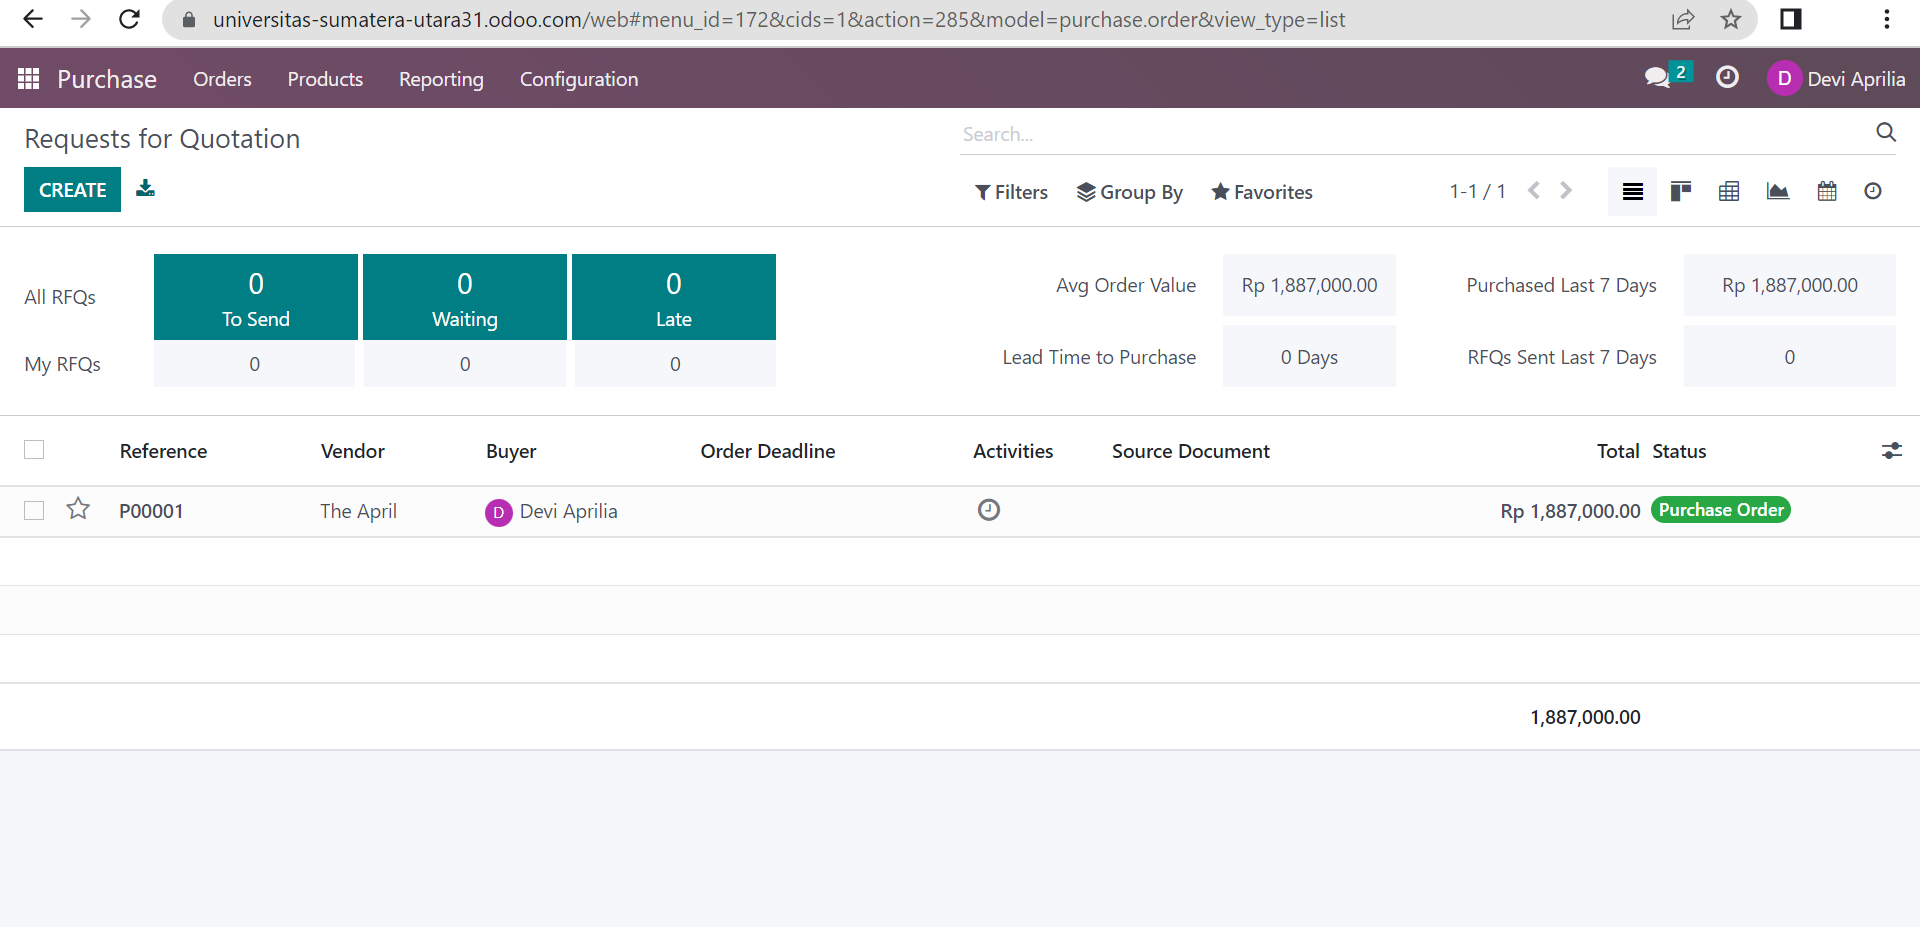 universitas-sumatera-utara31.odoo.com/web#menu_id=172&cids=1&action=285&model=purchase.order&view_type=list
Purchase Orders Products Reporting Configuration 2 D Devi Aprilia
Requests for Quotation Search...
CREATE Filters Group By Favorites 1-1 / 1
All RFQs 0 To Send 0 Waiting 0 Late Avg Order Value Rp 1,887,000.00 Purchased Last 7 Days Rp 1,887,000.00
My RFQs 0 0 0 Lead Time to Purchase 0 Days RFQs Sent Last 7 Days 0
Reference Vendor Buyer Order Deadline Activities Source Document Total Status
P00001 The April D Devi Aprilia Rp 1,887,000.00 Purchase Order
1,887,000.00